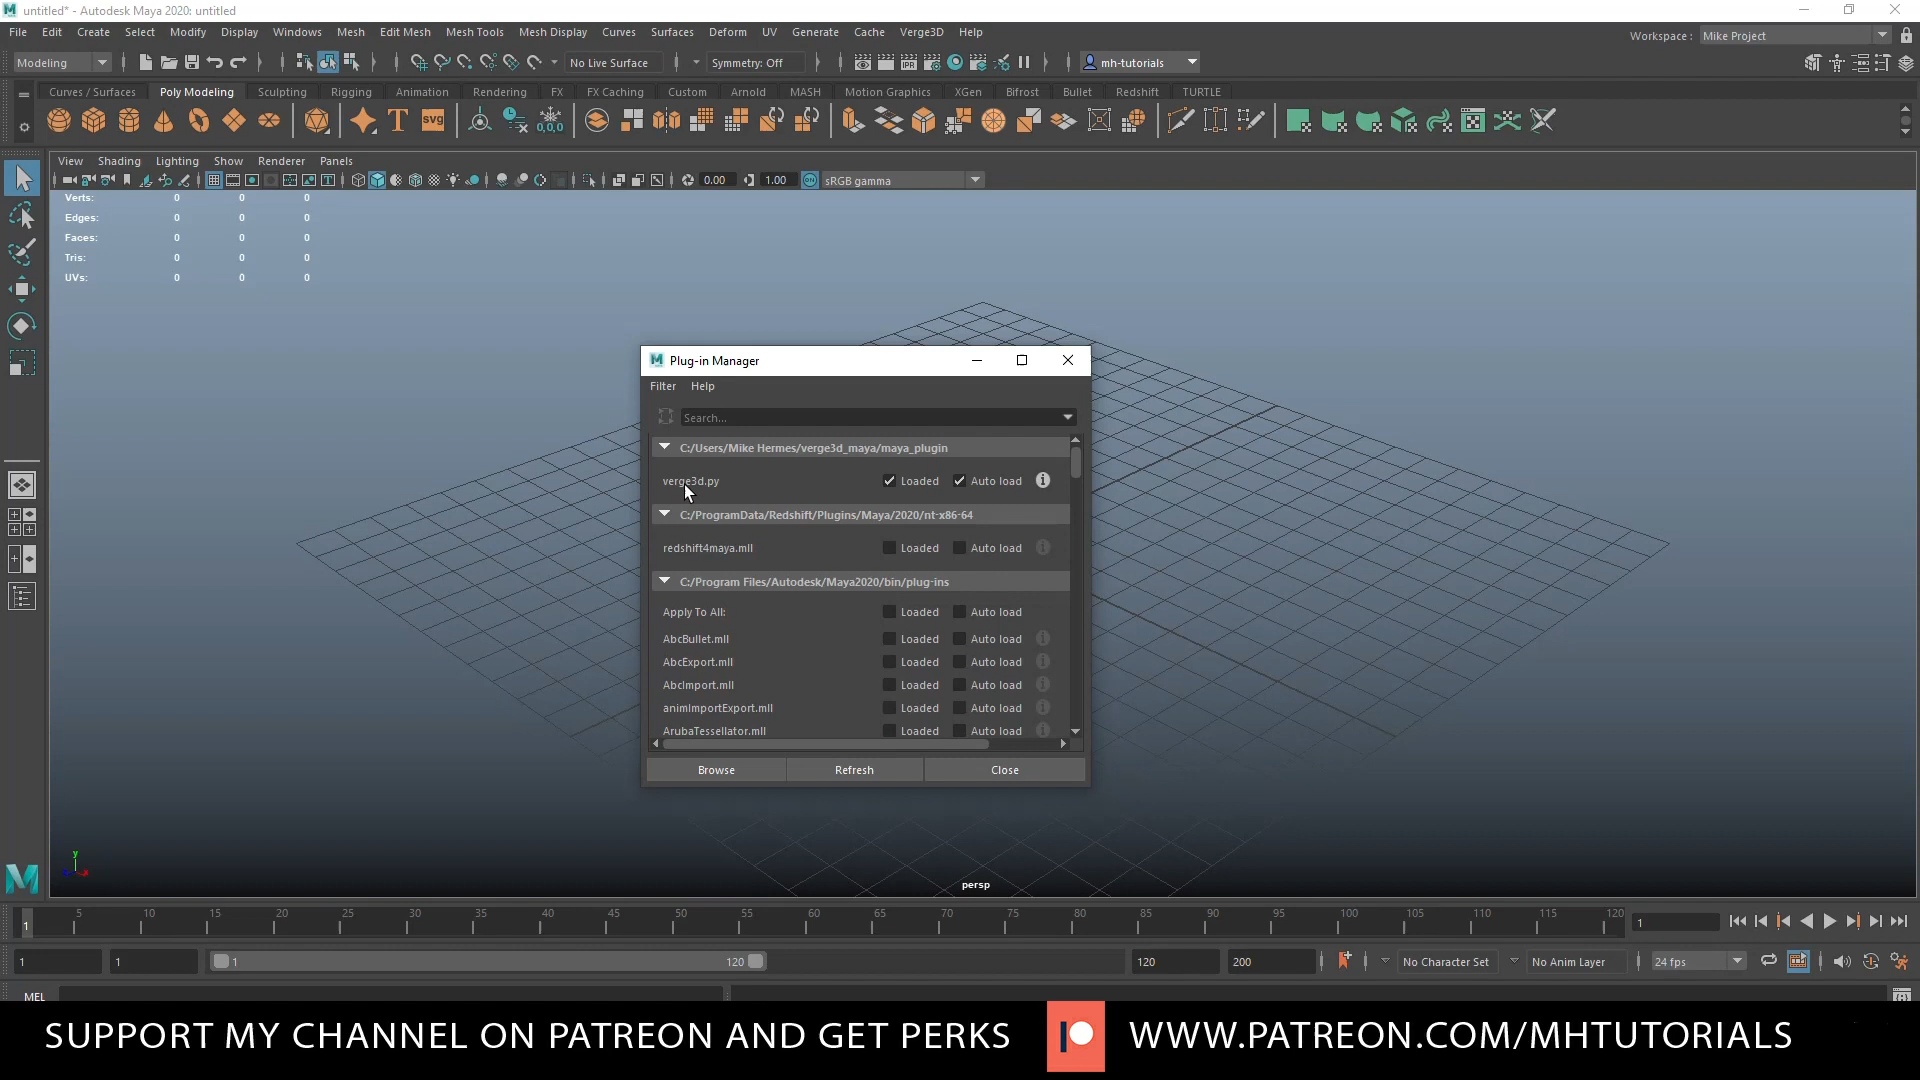 untitled* - Autodesk Maya 2020: untitled
File Edit Create Select Modify Display Windows Mesh Edit Mesh Mesh Tools Mesh Display Curves Surfaces Deform UV Generate Cache Verge3D Help
Workspace : Mike Project
Modeling No Live Surface Symmetry: Off IPR mh-tutorials
Curves / Surfaces Poly Modeling Sculpting Rigging Animation Rendering FX FX Caching Custom Arnold MASH Motion Graphics XGen Bifrost Bullet Redshift TURTLE
T svg 0,0,0
View Shading Lighting Show Renderer Panels
0.00 1.00 ON sRGB gamma
Verts: 0 0 0
Edges: 0 0 0
Faces: 0 0 0
Tris: 0 0 0
UVs: 0 0 0
Plug-in Manager
Filter Help
Search...
C:/Users/Mike Hermes/verge3d_maya/maya_plugin
verge3d.py Loaded Auto load
C:/ProgramData/Redshift/Plugins/Maya/2020/nt-x86-64
redshift4maya.mll Loaded Auto load
C:/Program Files/Autodesk/Maya2020/bin/plug-ins
Apply To All: Loaded Auto load
AbcBullet.mll Loaded Auto load
AbcExport.mll Loaded Auto load
AbcImport.mll Loaded Auto load
animImportExport.mll Loaded Auto load
ArubaTessellator.mll Loaded Auto load
Browse Refresh Close
y
persp
5 10 15 20 25 30 35 40 45 50 55 60 65 70 75 80 85 90 95 100 105 110 115 120
1 1
1 1 1 120 120 200 No Character Set No Anim Layer 24 fps
MEL
SUPPORT MY CHANNEL ON PATREON AND GET PERKS WWW.PATREON.COM/MHTUTORIALS